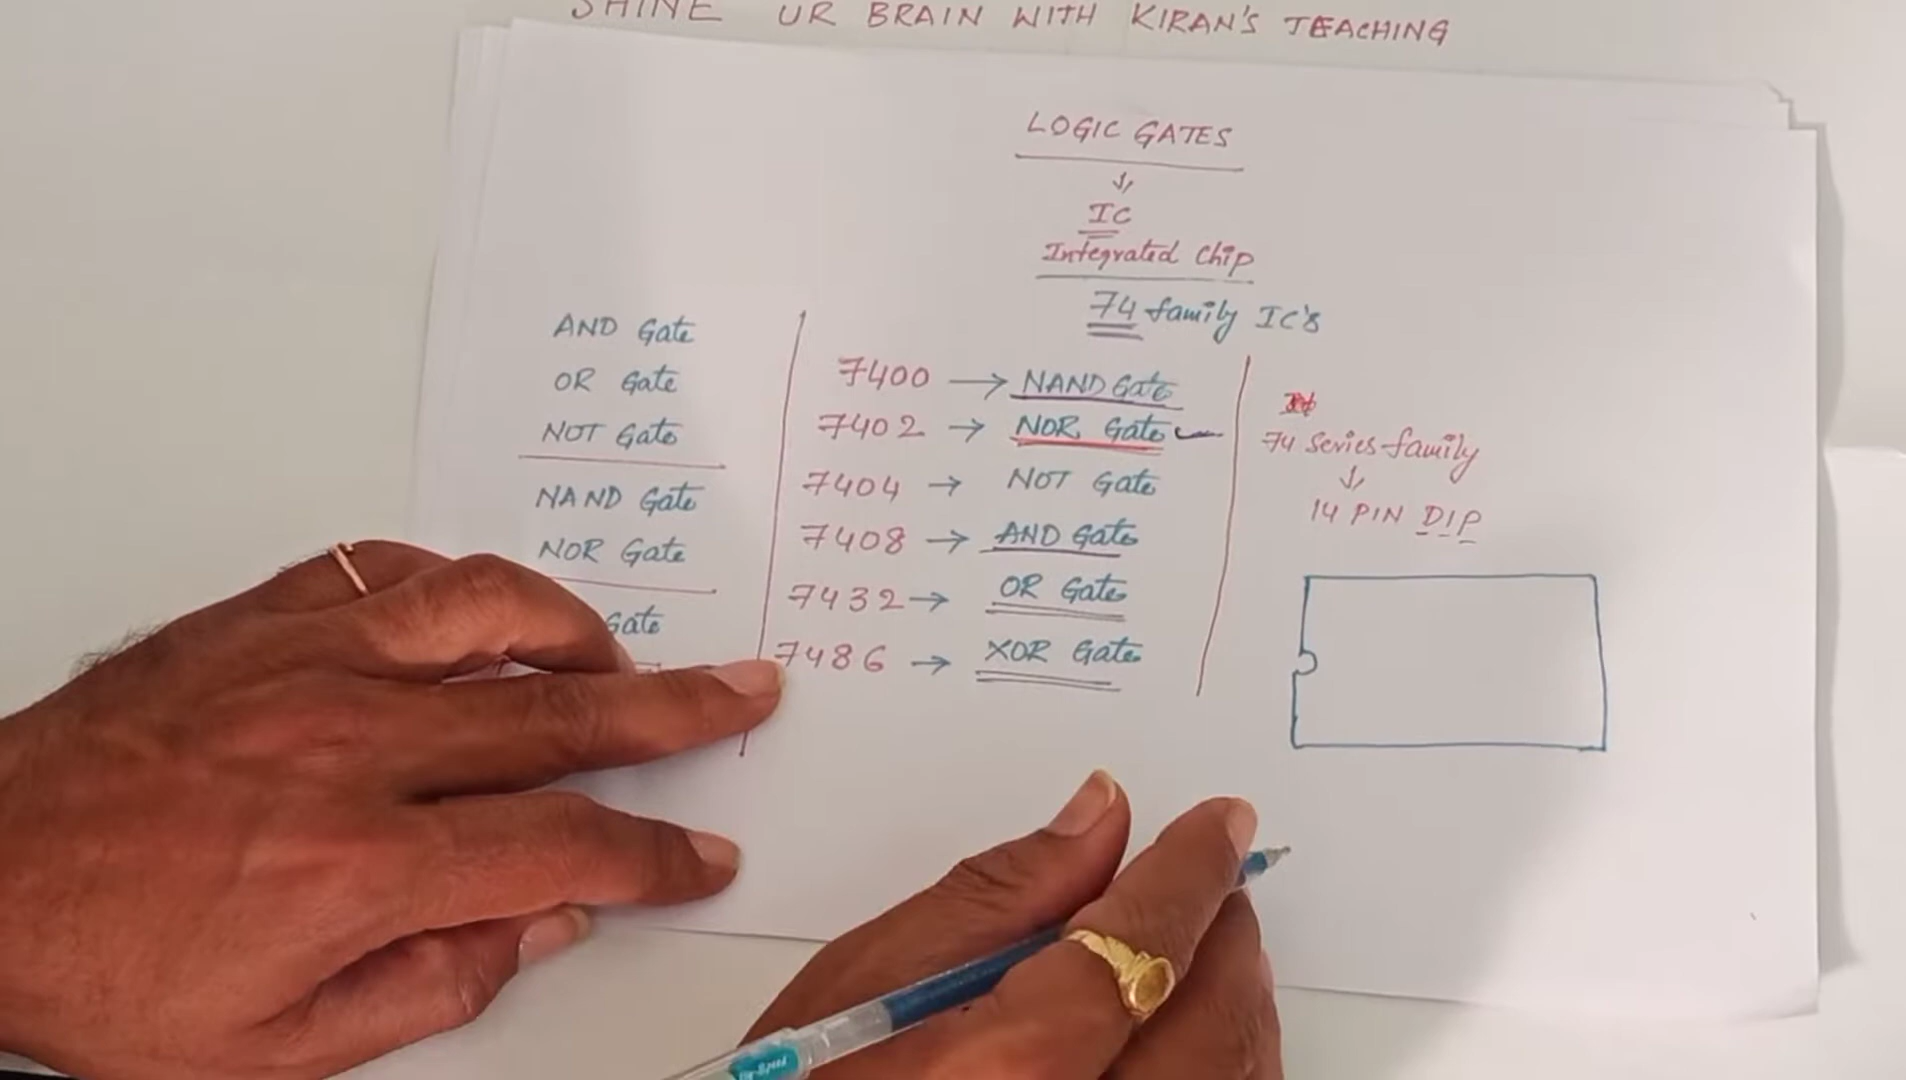 SHINE UR BRAIN WITH KIRAN'S TEACHING
LOGIC GATES
IC
Integrated Chip
74 family IC's
AND Gate
OR Gate
NOT Gate
NAND Gate
NOR Gate
Gate
7400 → NAND Gate
7402 → NOR Gate
7404 → NOT Gate
7408 → AND Gate
7432 → OR Gate
7486 → XOR Gate
74 Series family
14 PIN DIP